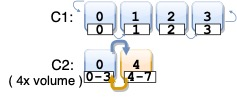 C1: 0 1 2 3
0 1 2 3
C2: 0 4
( 4x volume ) 0-3 4-7